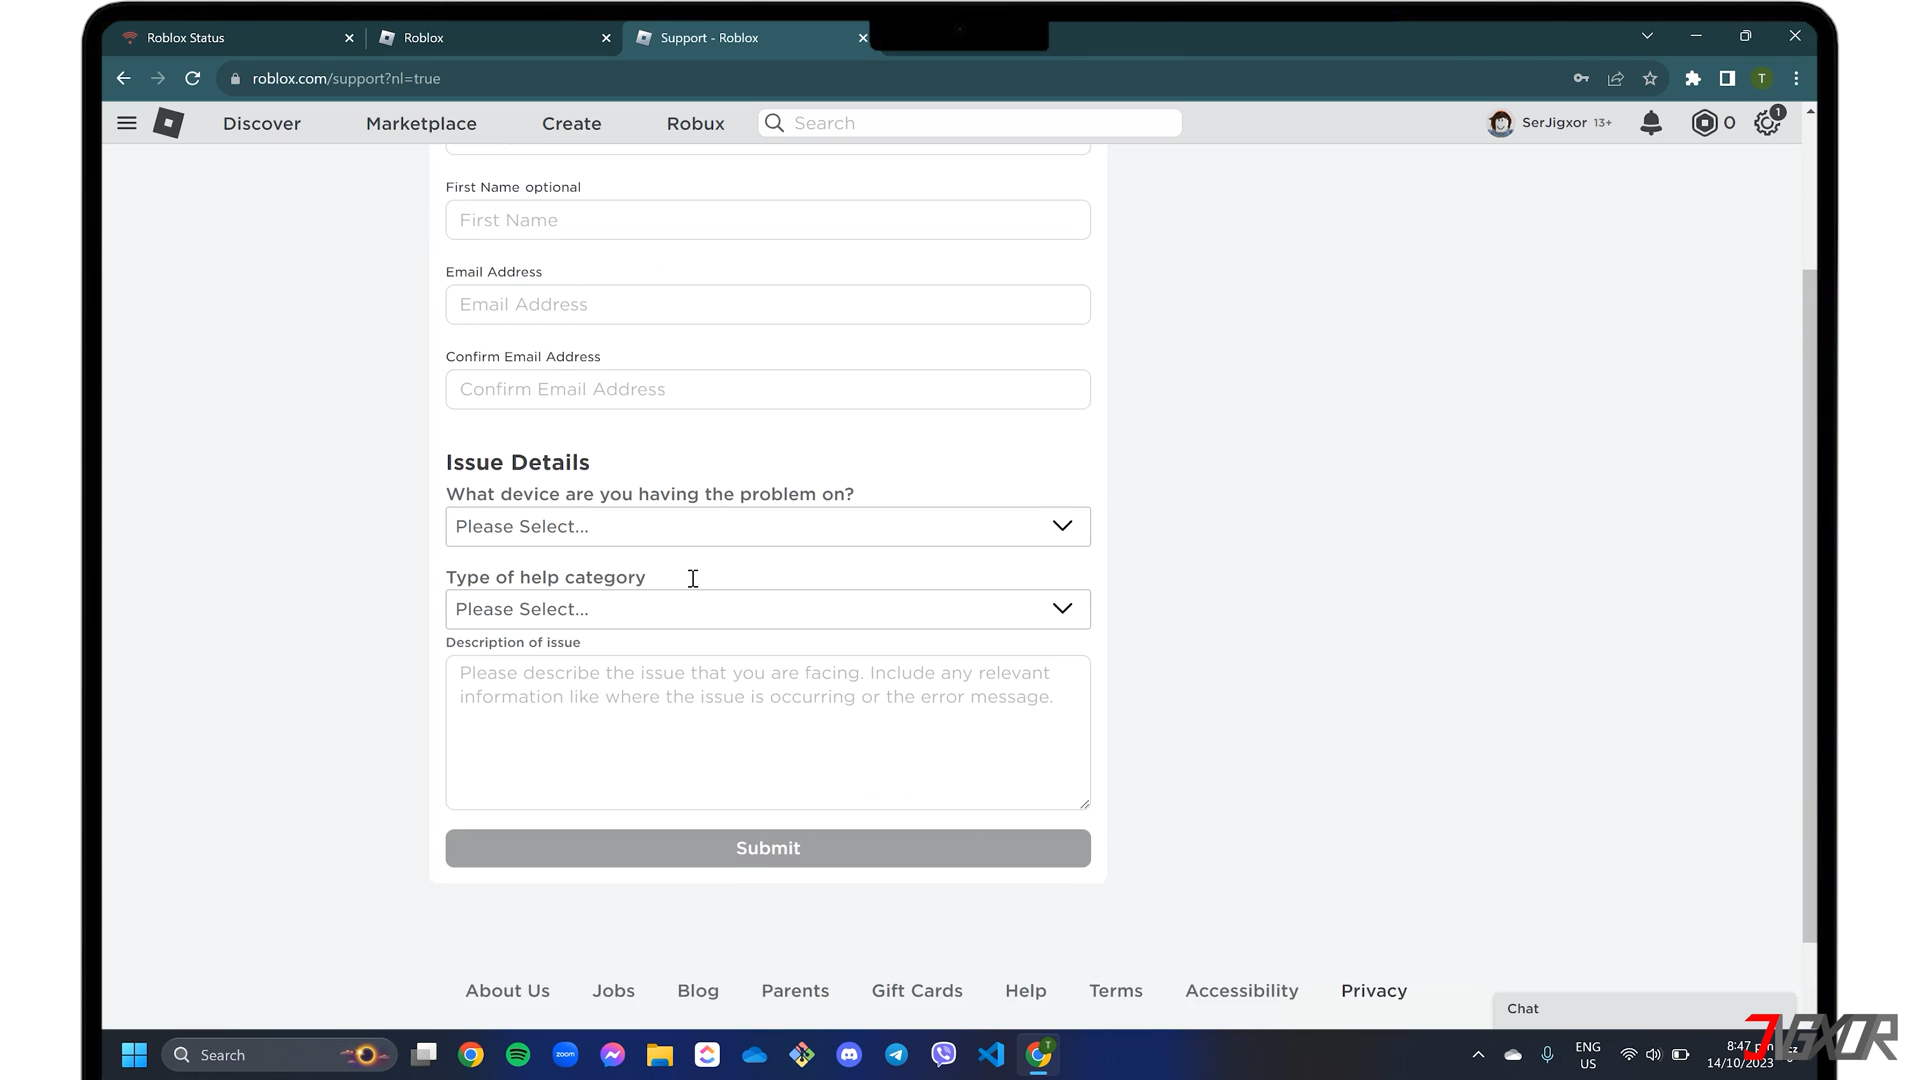 Roblox Status
Roblox
Support - Roblox
roblox.com/support?nl=true
T
Discover
Marketplace
Create
Robux
Search
SerJigxor 13+
0
1
First Name optional
First Name
Email Address
Email Address
Confirm Email Address
Confirm Email Address
Issue Details
What device are you having the problem on?
Please Select...
Type of help category
Please Select...
Description of issue
Please describe the issue that you are facing. Include any relevant
information like where the issue is occurring or the error message.
Submit
About Us
Jobs
Blog
Parents
Gift Cards
Help
Terms
Accessibility
Privacy
Chat
Search
zoom
T
ENG
US
8:47
14/10/2023
JIGXOR